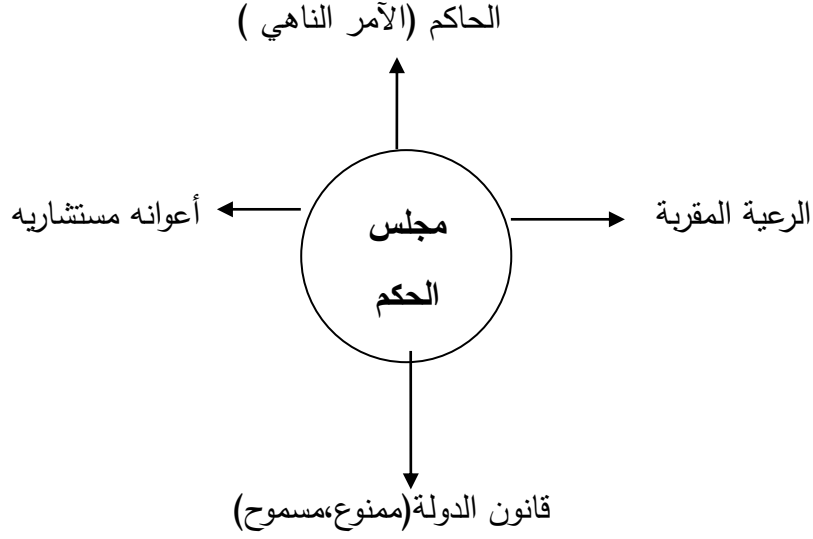 الحاكم (الآمر الناهي )
الرعية المقربة
مجلس
الحكم
أعوانه مستشاريه
قانون الدولة(ممنوع،مسموح)